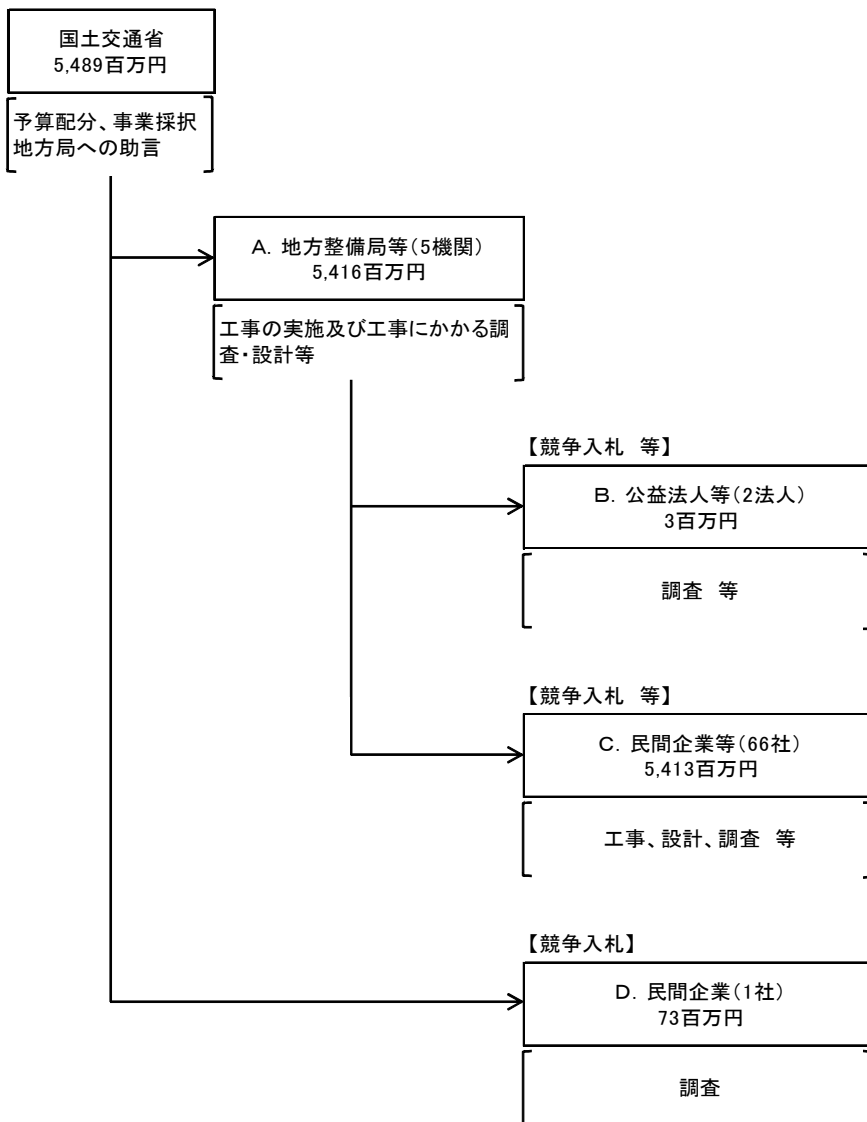 国土交通省
5,489百万円
予算配分、事業採択
地方局への助言
A．地方整備局等（5機関）
5,416百万円
工事の実施及び工事にかかる調
査・設計等
【競争入札　等】
B．公益法人等（2法人）
3百万円
調査　等
【競争入札　等】
C．民間企業等（66社）
5,413百万円
工事、設計、調査　等
【競争入札】
D．民間企業（1社）
73百万円
調査